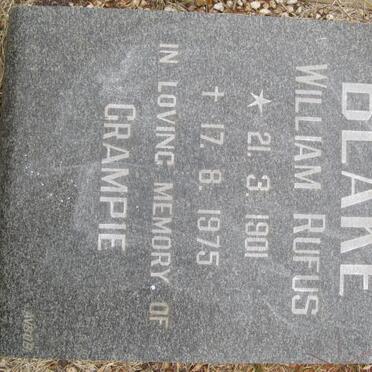 BLAKE
WILLIAM RUFUS
★ 21. 3. 1901
✝ 17. 8. 1975
IN LOVING MEMORY OF
GRAMPIE